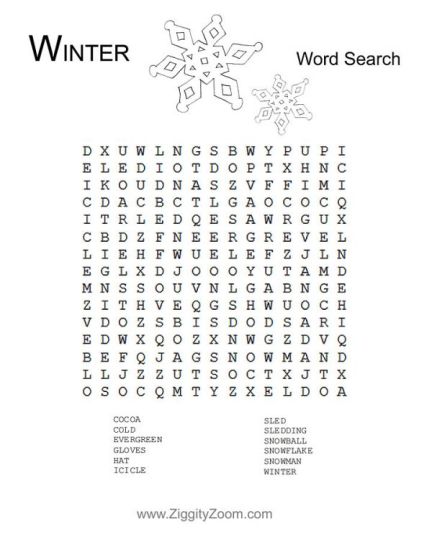 WINTER
Word Search
D X U W L N G S B W Y P U P I
E L E D I O T D O P T X H N C
I K O U D N A S Z V F F I M I
C D A C B C T L G A O C O C Q
I T R L E D Q E S A W R G U X
C B D Z F N E E R G R E V E L
L I E H F W U E L E F Z J L N
E G L X D J O O O Y U T A M D
M N S S O U V N L G A B N G E
Z I T H V E Q G S H W U O C H
V D O Z S B I S D O D S A R I
E D W X Q O Z X N W G Z D V Q
B E F Q J A G S N O W M A N D
L L J Z Z U T S O C T X J T X
O S O C Q M T Y Z X E L D O A
COCOA
COLD
EVERGREEN
GLOVES
HAT
ICICLE
SLED
SLEDDING
SNOWBALL
SNOWFLAKE
SNOWMAN
WINTER
www.ZiggityZoom.com